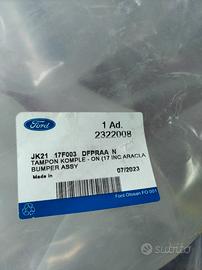 Ford
1 Ad.
2322008
JK21 17F003 DFPRAA N
TAMPON KOMPLE - ON (17 INC ARACLA
BUMPER ASSY
07/2023
Made in
Ford Otosan PO 001
subito